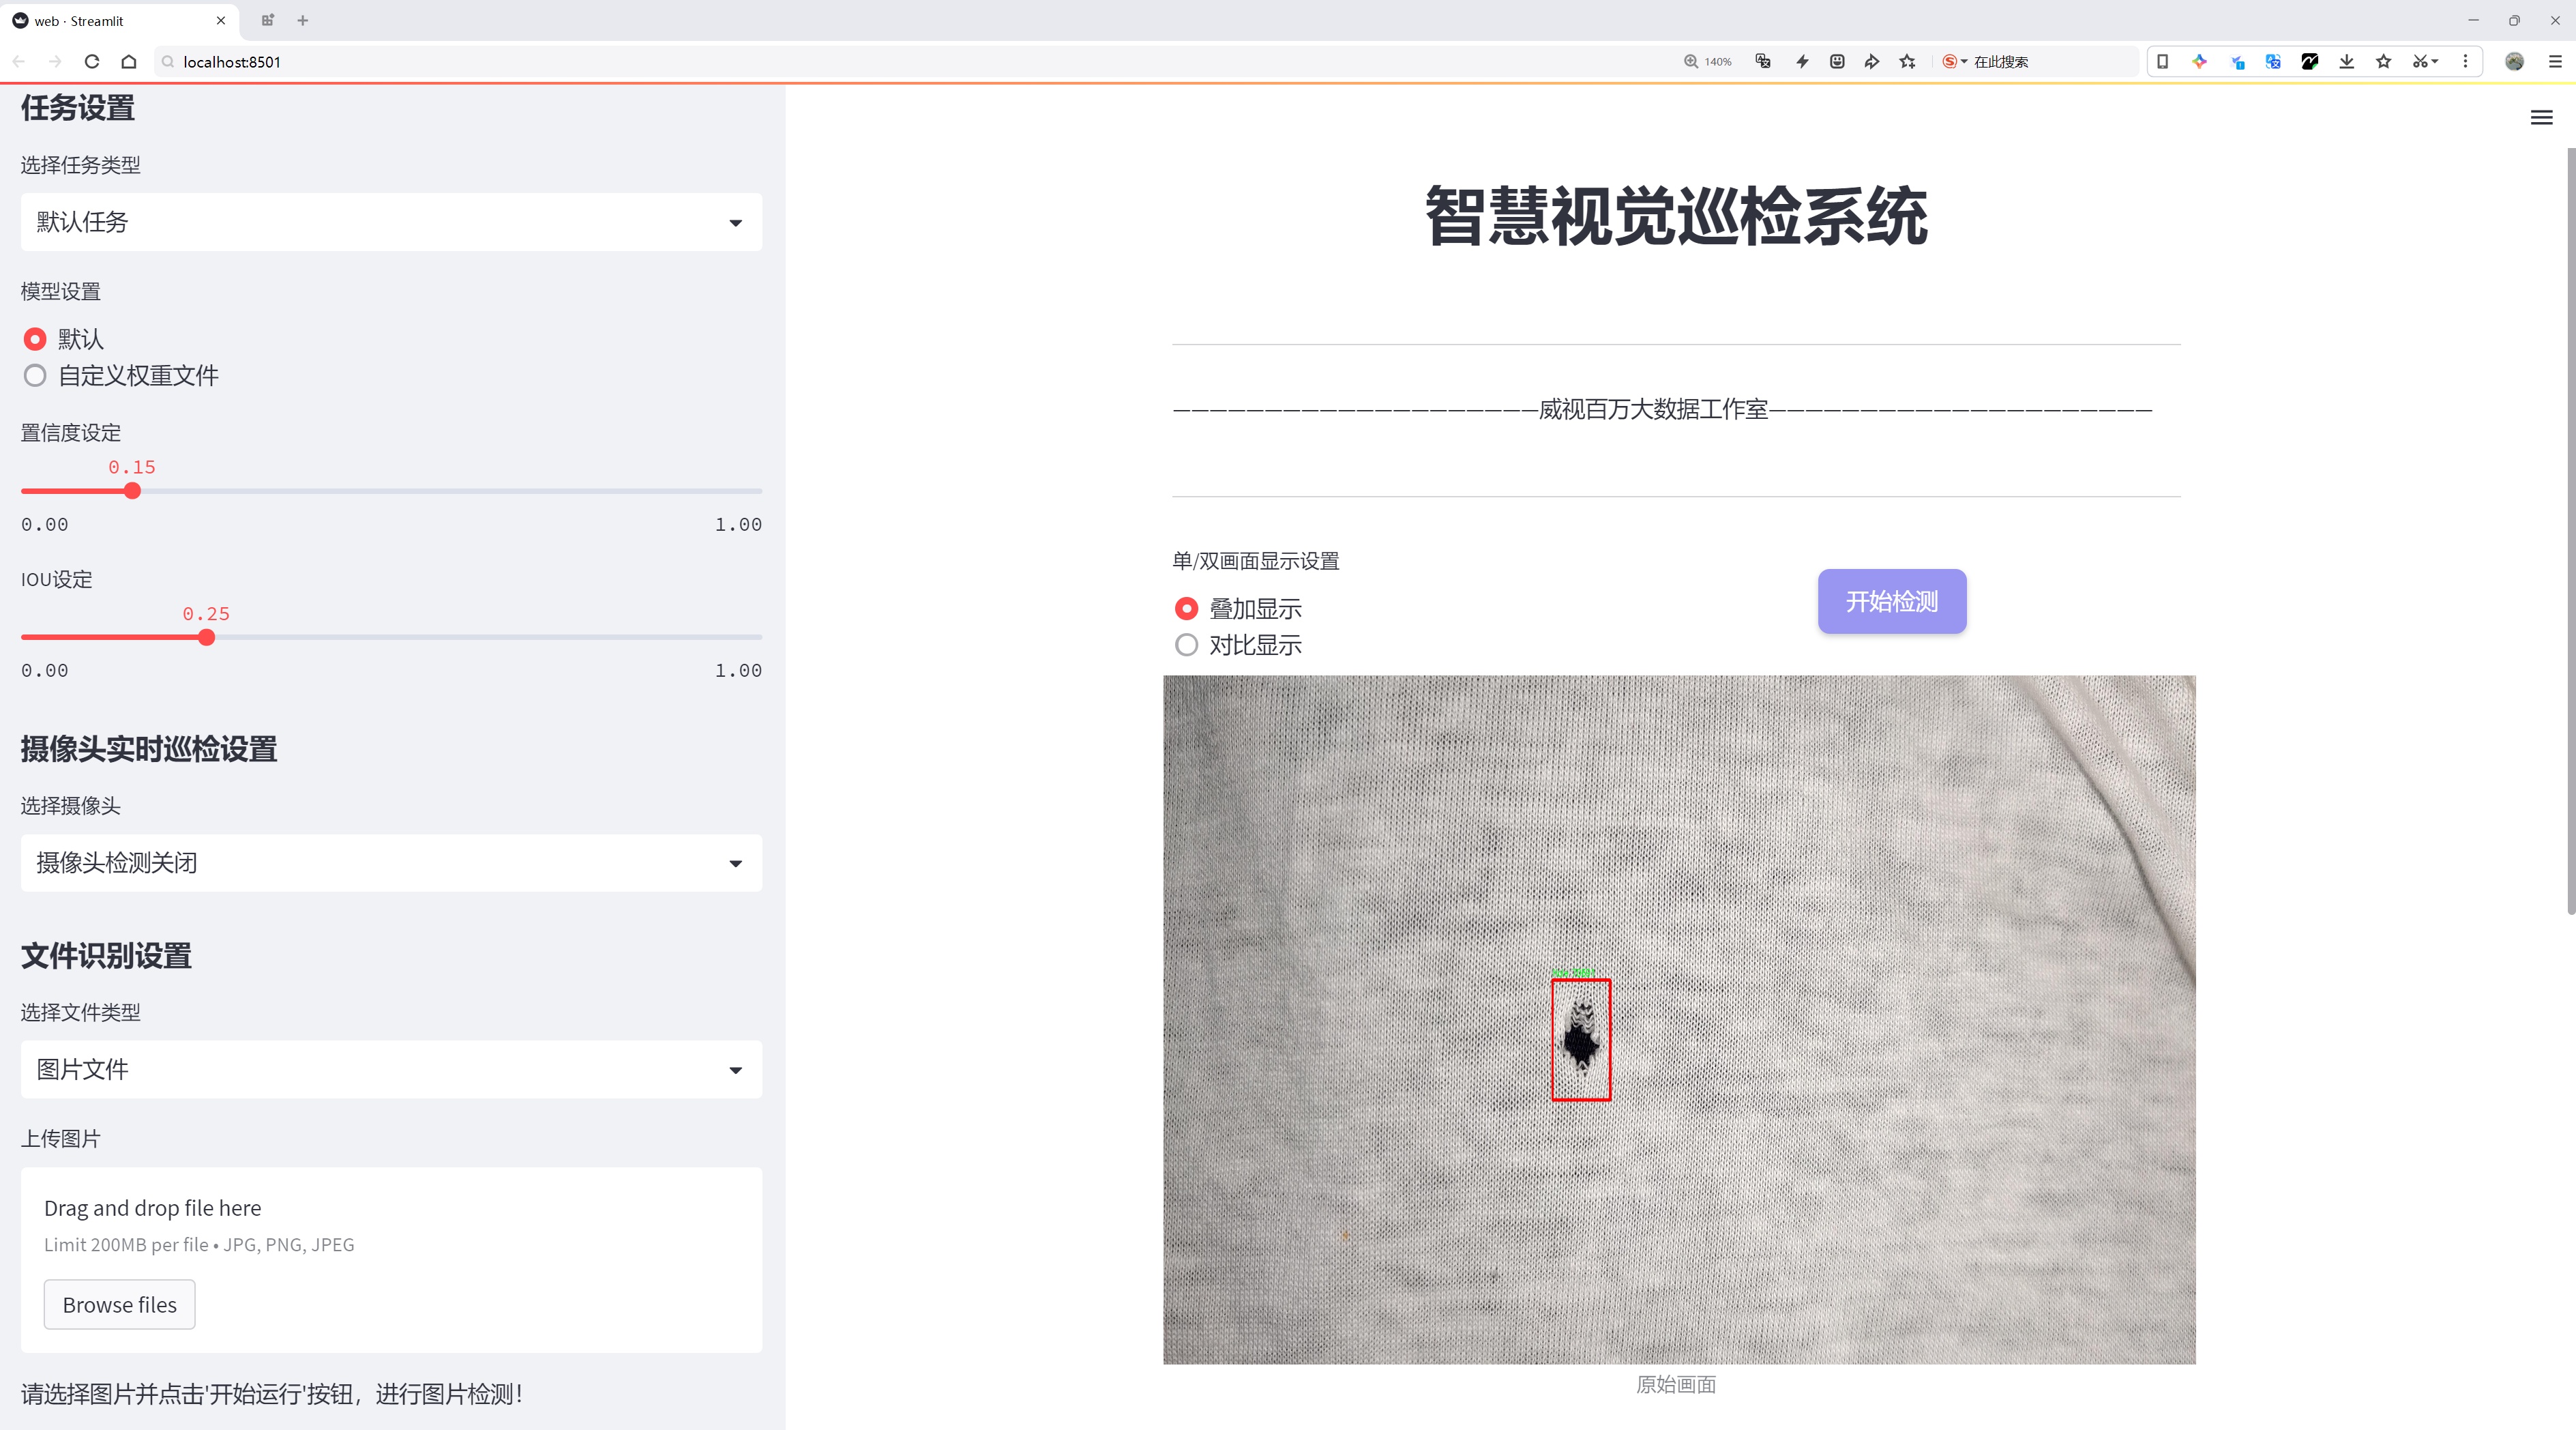 web · Streamlit
localhost:8501
140%
在此搜索
任务设置
选择任务类型
默认任务
模型设置
默认
自定义权重文件
置信度设定
0.15
0.00 1.00
IOU设定
0.25
0.00 1.00
摄像头实时巡检设置
选择摄像头
摄像头检测关闭
文件识别设置
选择文件类型
图片文件
上传图片
Drag and drop file here
Limit 200MB per file • JPG, PNG, JPEG
Browse files
请选择图片并点击'开始运行'按钮，进行图片检测！
智慧视觉巡检系统
————————————————————威视百万大数据工作室—————————————————————
单/双画面显示设置
叠加显示
对比显示
开始检测
原始画面